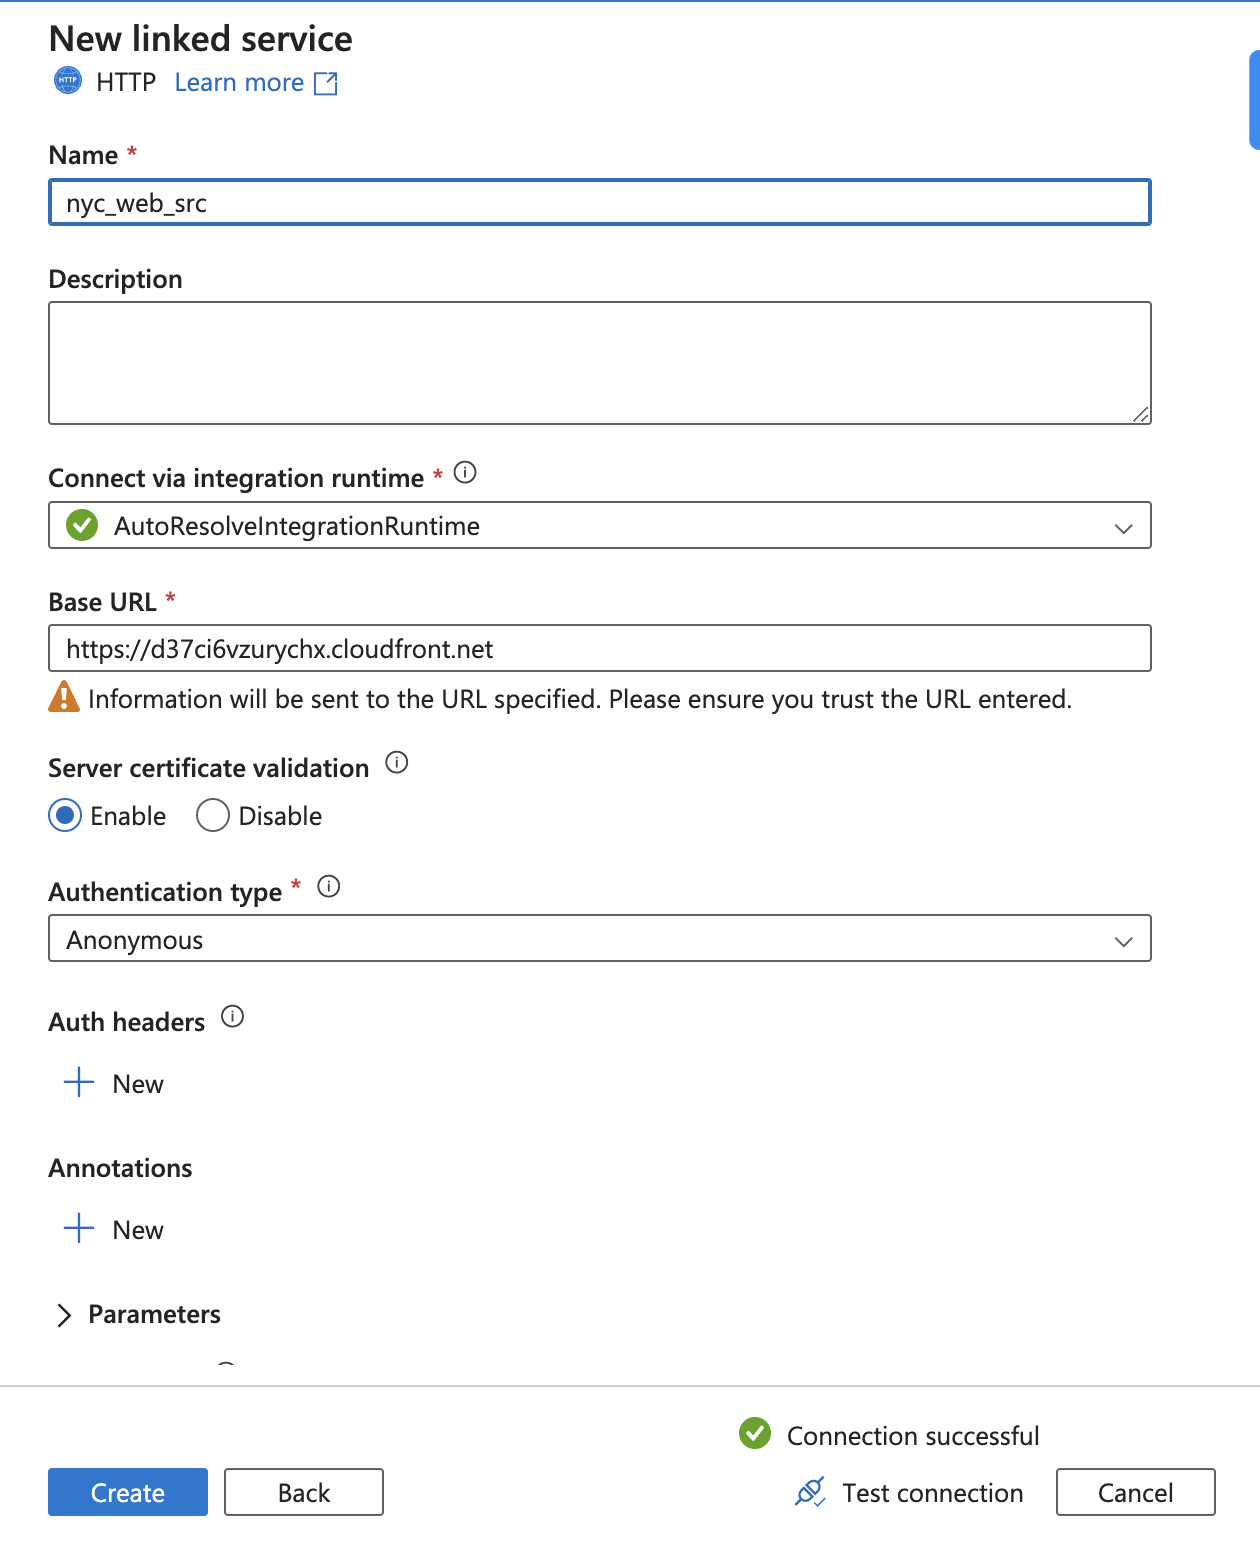 New linked service
HTTP HTTP Learn more
Name *
nyc_web_src
Description
Connect via integration runtime *
AutoResolveIntegrationRuntime
Base URL *
https://d37ci6vzurychx.cloudfront.net
Information will be sent to the URL specified. Please ensure you trust the URL entered.
Server certificate validation
Enable Disable
Authentication type *
Anonymous
Auth headers
New
Annotations
New
Parameters
Connection successful
Create Back Test connection Cancel